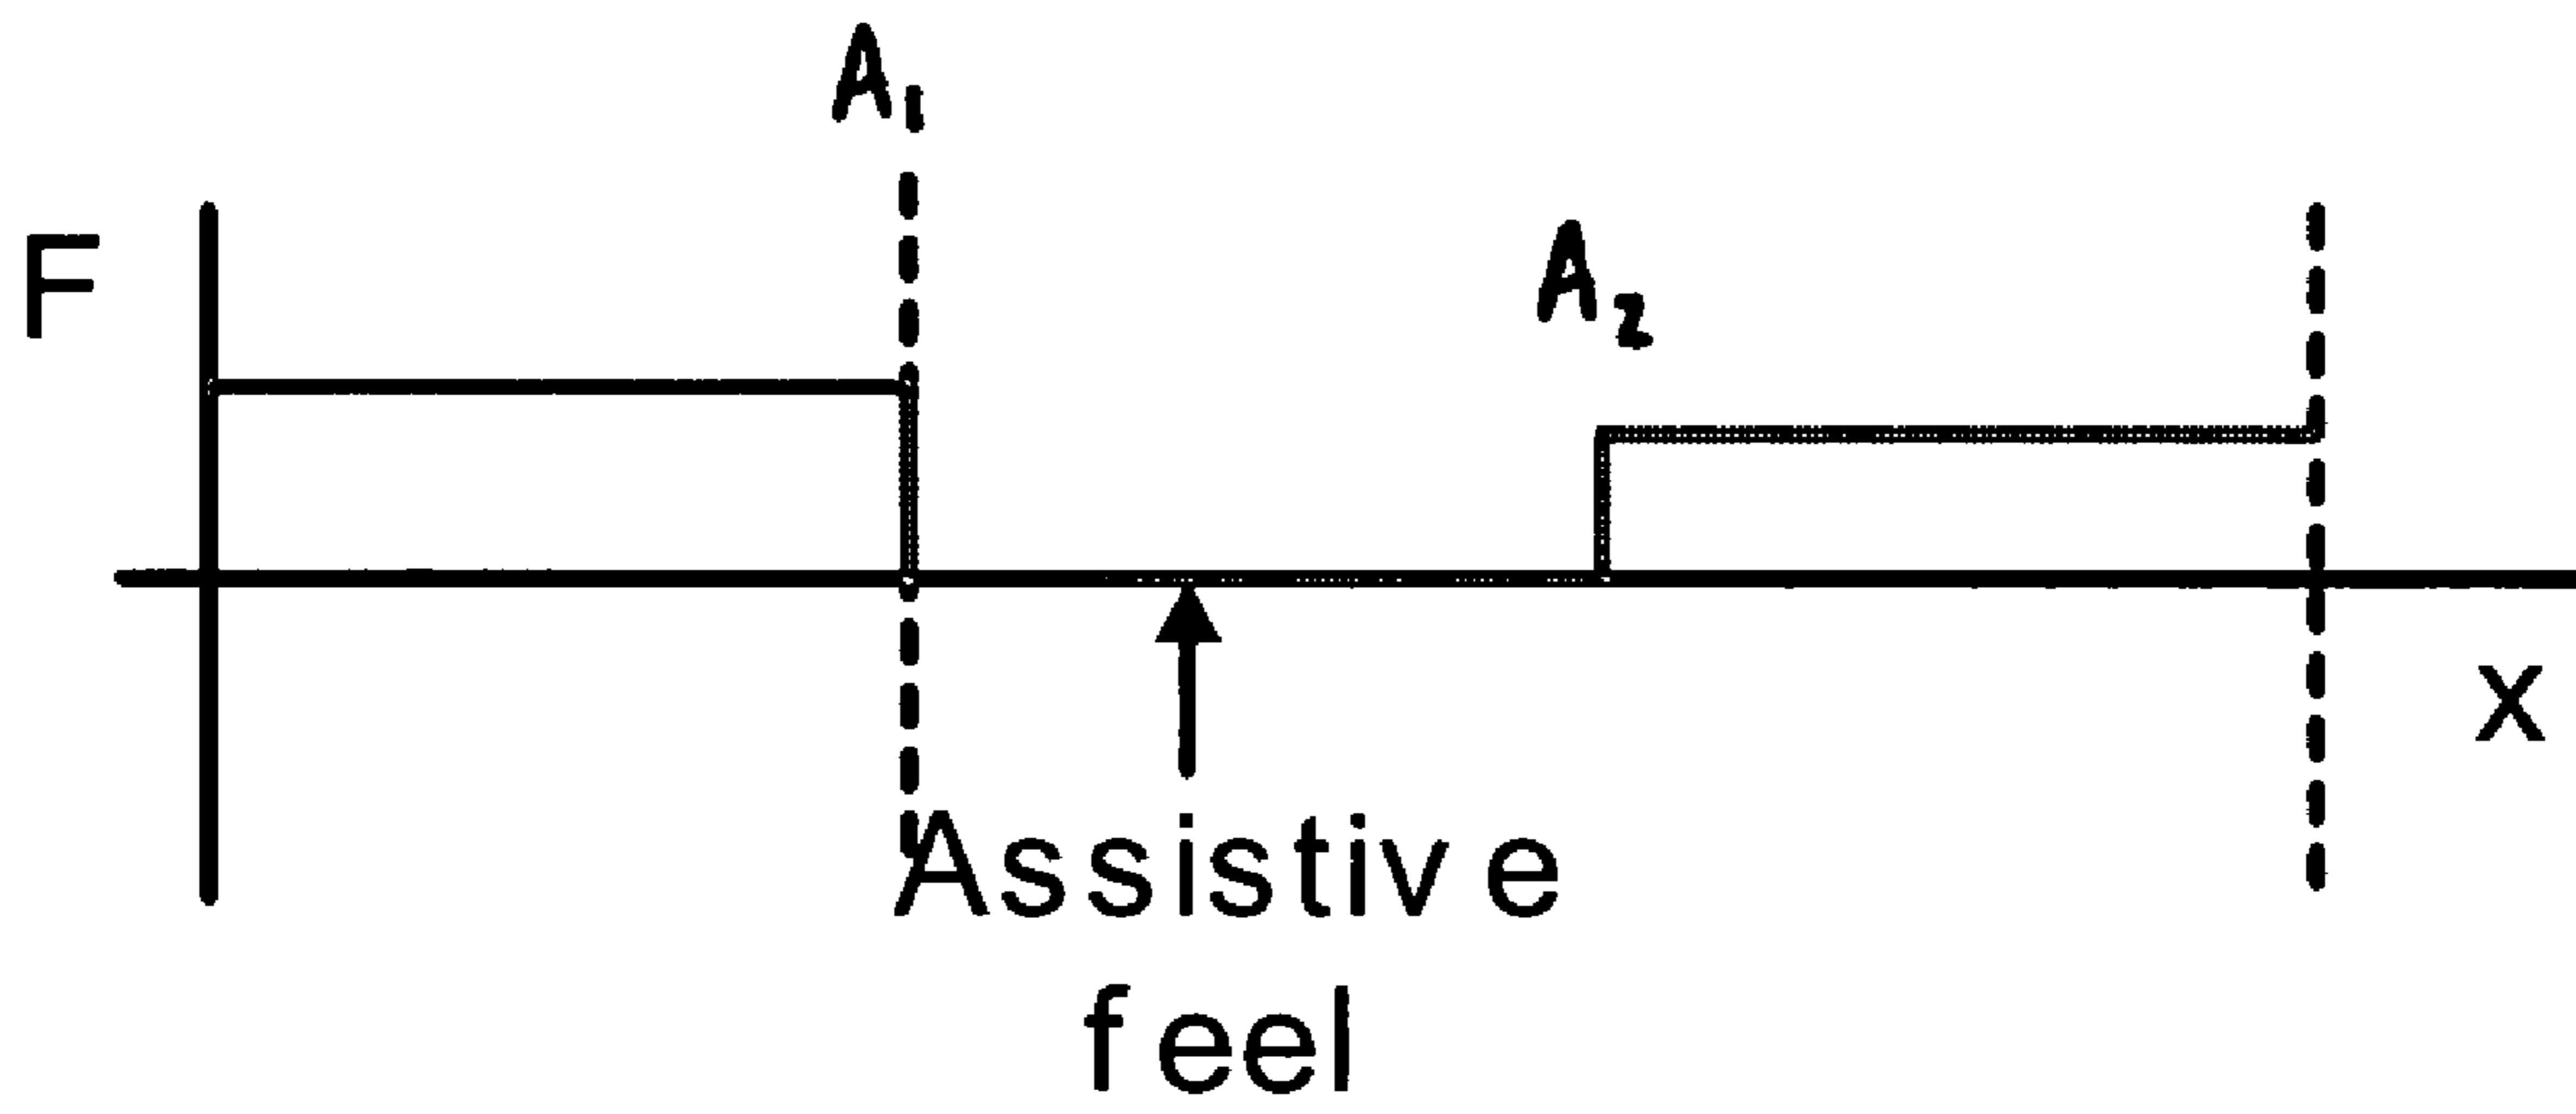 A₁
F
A₂
x
Assistive
feel